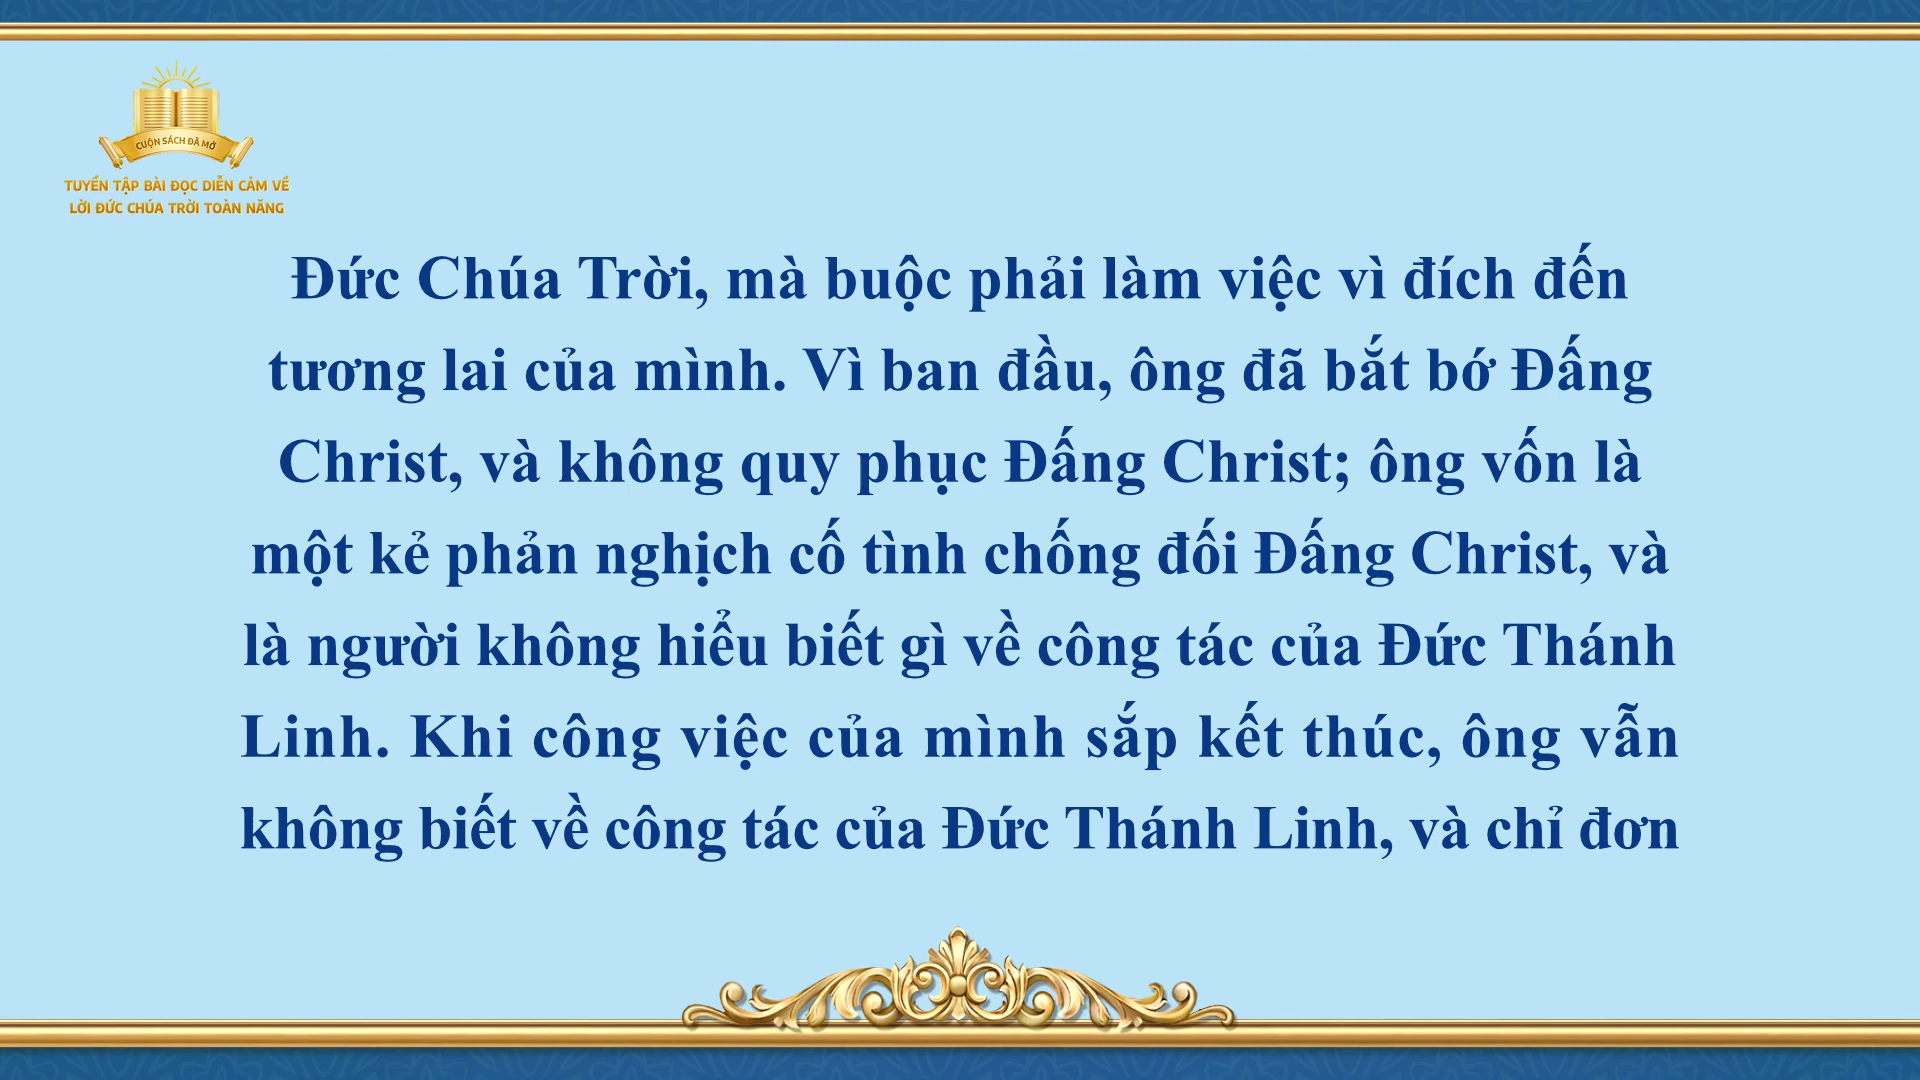 CUỘN SÁCH ĐÃ MỞ
TUYỂN TẬP BÀI ĐỌC DIỄN CẢM VỀ
LỜI ĐỨC CHÚA TRỜI TOÀN NĂNG
Đức Chúa Trời, mà buộc phải làm việc vì đích đến
tương lai của mình. Vì ban đầu, ông đã bắt bớ Đấng
Christ, và không quy phục Đấng Christ; ông vốn là
một kẻ phản nghịch cố tình chống đối Đấng Christ, và
là người không hiểu biết gì về công tác của Đức Thánh
Linh. Khi công việc của mình sắp kết thúc, ông vẫn
không biết về công tác của Đức Thánh Linh, và chỉ đơn